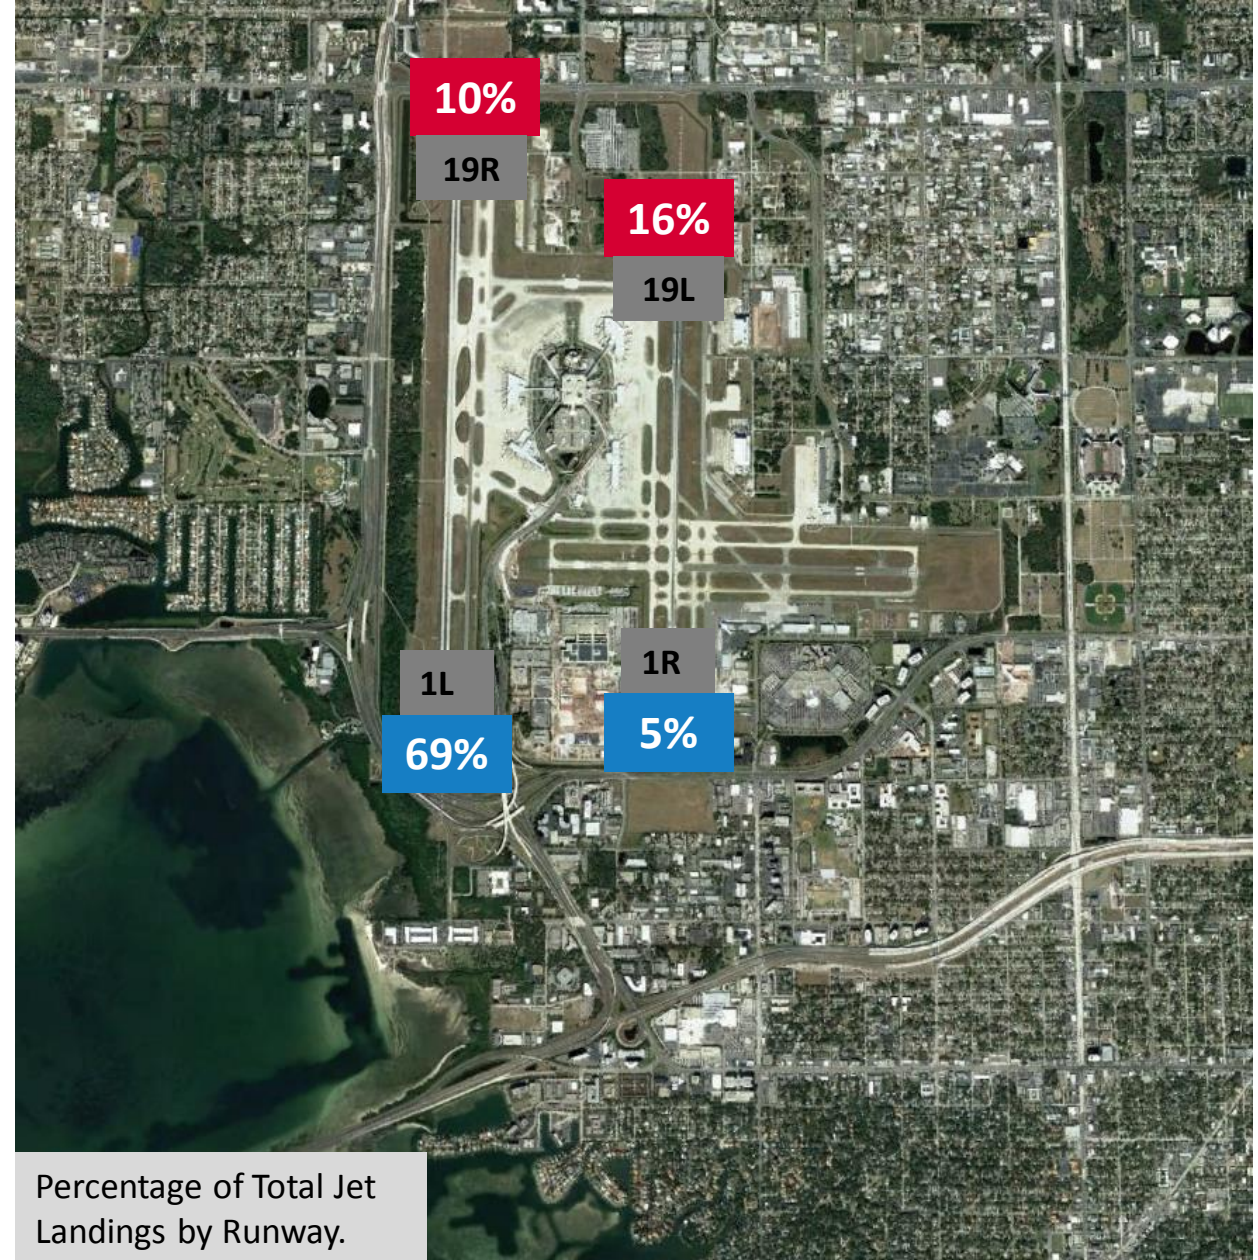 10%
19R
16%
19L
1L
69%
1R
5%
Percentage of Total Jet
Landings by Runway.